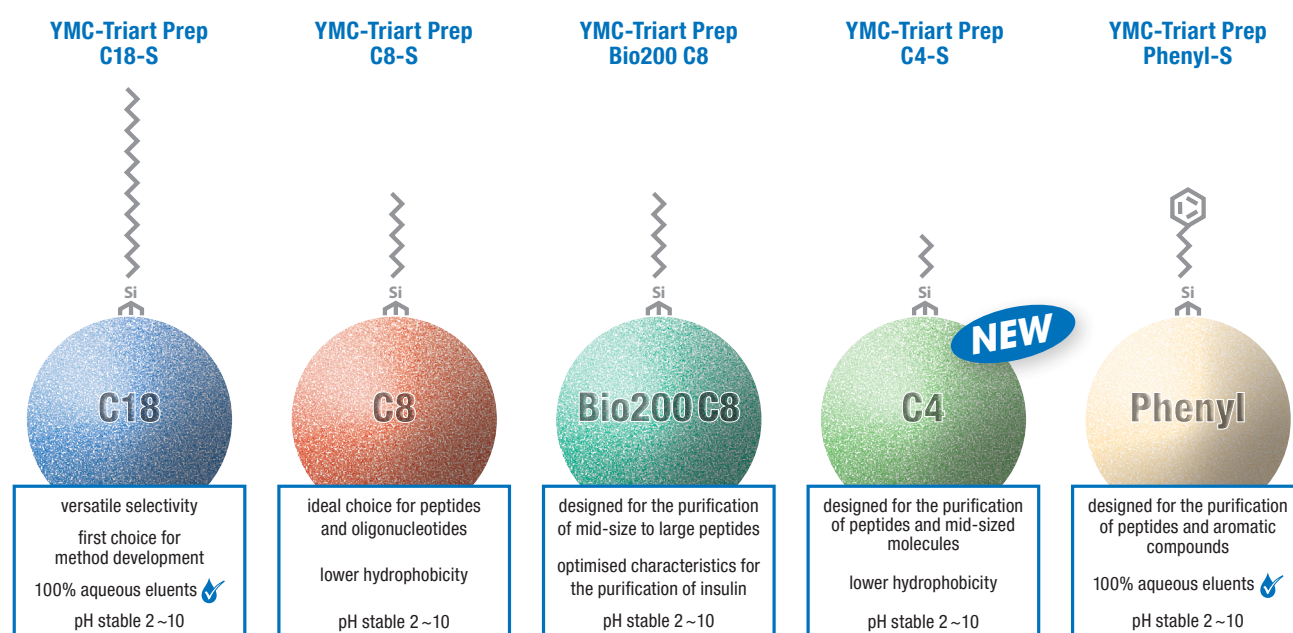 YMC-Triart Prep
C18-S
Si
C18
versatile selectivity
first choice for
method development
100% aqueous eluents
pH stable 2~10
YMC-Triart Prep
C8-S
Si
C8
ideal choice for peptides
and oligonucleotides
lower hydrophobicity
pH stable 2~10
YMC-Triart Prep
Bio200 C8
Si
Bio200 C8
designed for the purification
of mid-size to large peptides
optimised characteristics for
the purification of insulin
pH stable 2~10
YMC-Triart Prep
C4-S
Si
NEW
C4
designed for the purification
of peptides and mid-sized
molecules
lower hydrophobicity
pH stable 2~10
YMC-Triart Prep
Phenyl-S
Si
Phenyl
designed for the purification
of peptides and aromatic
compounds
100% aqueous eluents
pH stable 2~10